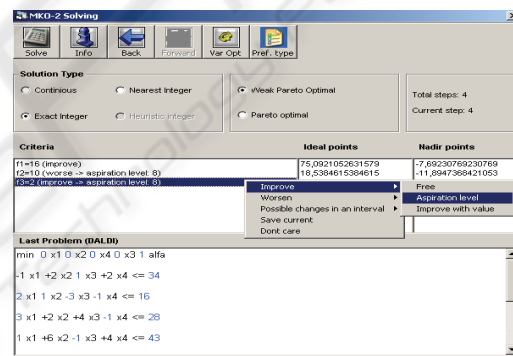 MKO-2 Solving
Solve Info Back Forward Var Opt Pref. type
Solution Type
Continious Nearest Integer Weak Pareto Optimal
Total steps: 4
Current step: 4
Exact Integer Heuristic integer Pareto optimal
Criteria Ideal points Nadir points
f1=16 (improve) 75,0921052631579 -7,69230769230769
f2=10 (worse -> aspiration level: 8) 18,5384615384615 -11,8947368421053
f3=2 (improve -> aspiration level: 8)
Improve Free
Worsen Aspiration level
Possible changes in an interval Improve with value
Save current
Dont care
Last Problem (DALDI)
min 0 x1 0 x2 0 x4 0 x3 1 alfa
-1 x1 +2 x2 1 x3 +2 x4 <= 34
2 x1 1 x2 -3 x3 -1 x4 <= 16
3 x1 +2 x2 +4 x3 -1 x4 <= 28
1 x1 +6 x2 -1 x3 +4 x4 <= 43